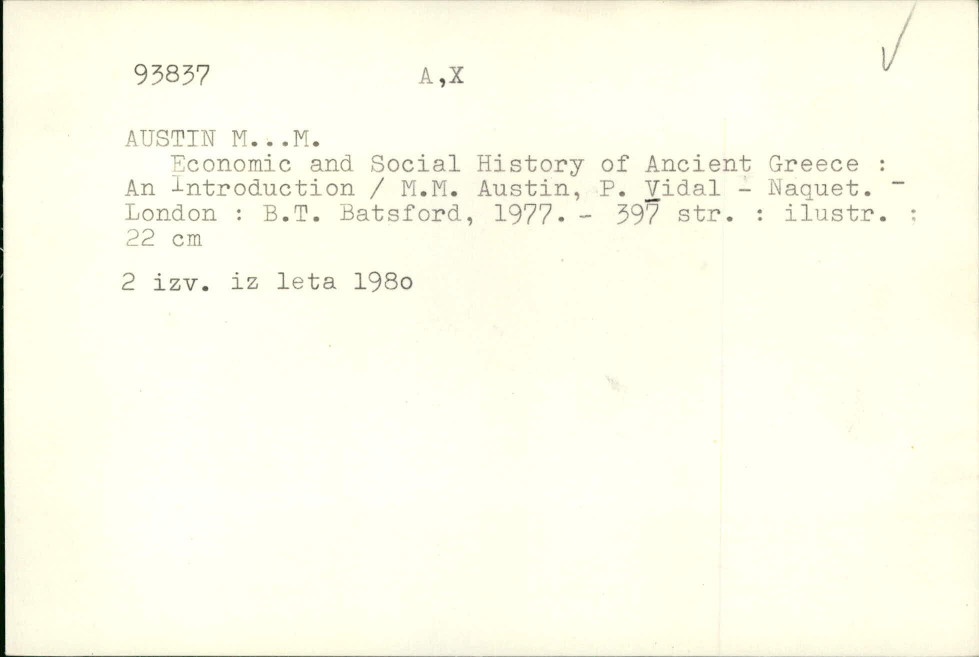 93837 A,X
AUSTIN M...M.
Economic and Social History of Ancient Greece :
An Introduction / M.M. Austin, P. Vidal - Naquet. -
London : B.T. Batsford, 1977. - 397 str. : ilustr. ;
22 cm
2 izv. iz leta 198o